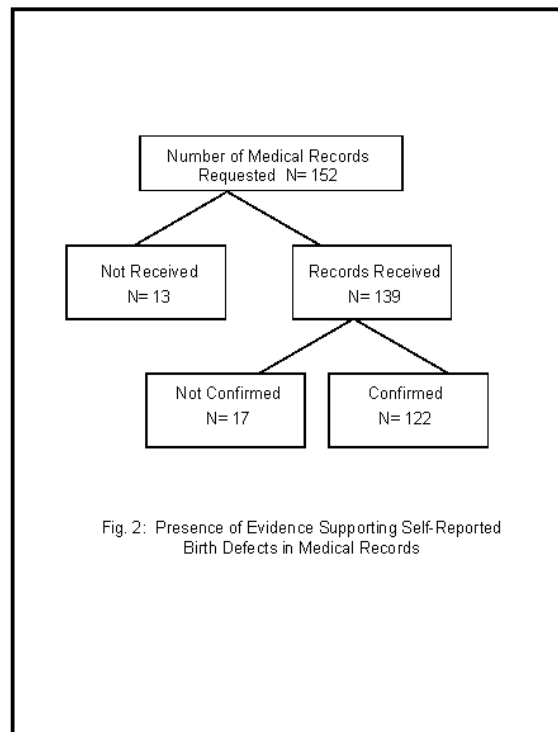 Number of Medical Records
Requested N= 152
Not Received
N= 13
Records Received
N= 139
Not Confirmed
N= 17
Confirmed
N= 122
Fig. 2: Presence of Evidence Supporting Self-Reported
Birth Defects in Medical Records